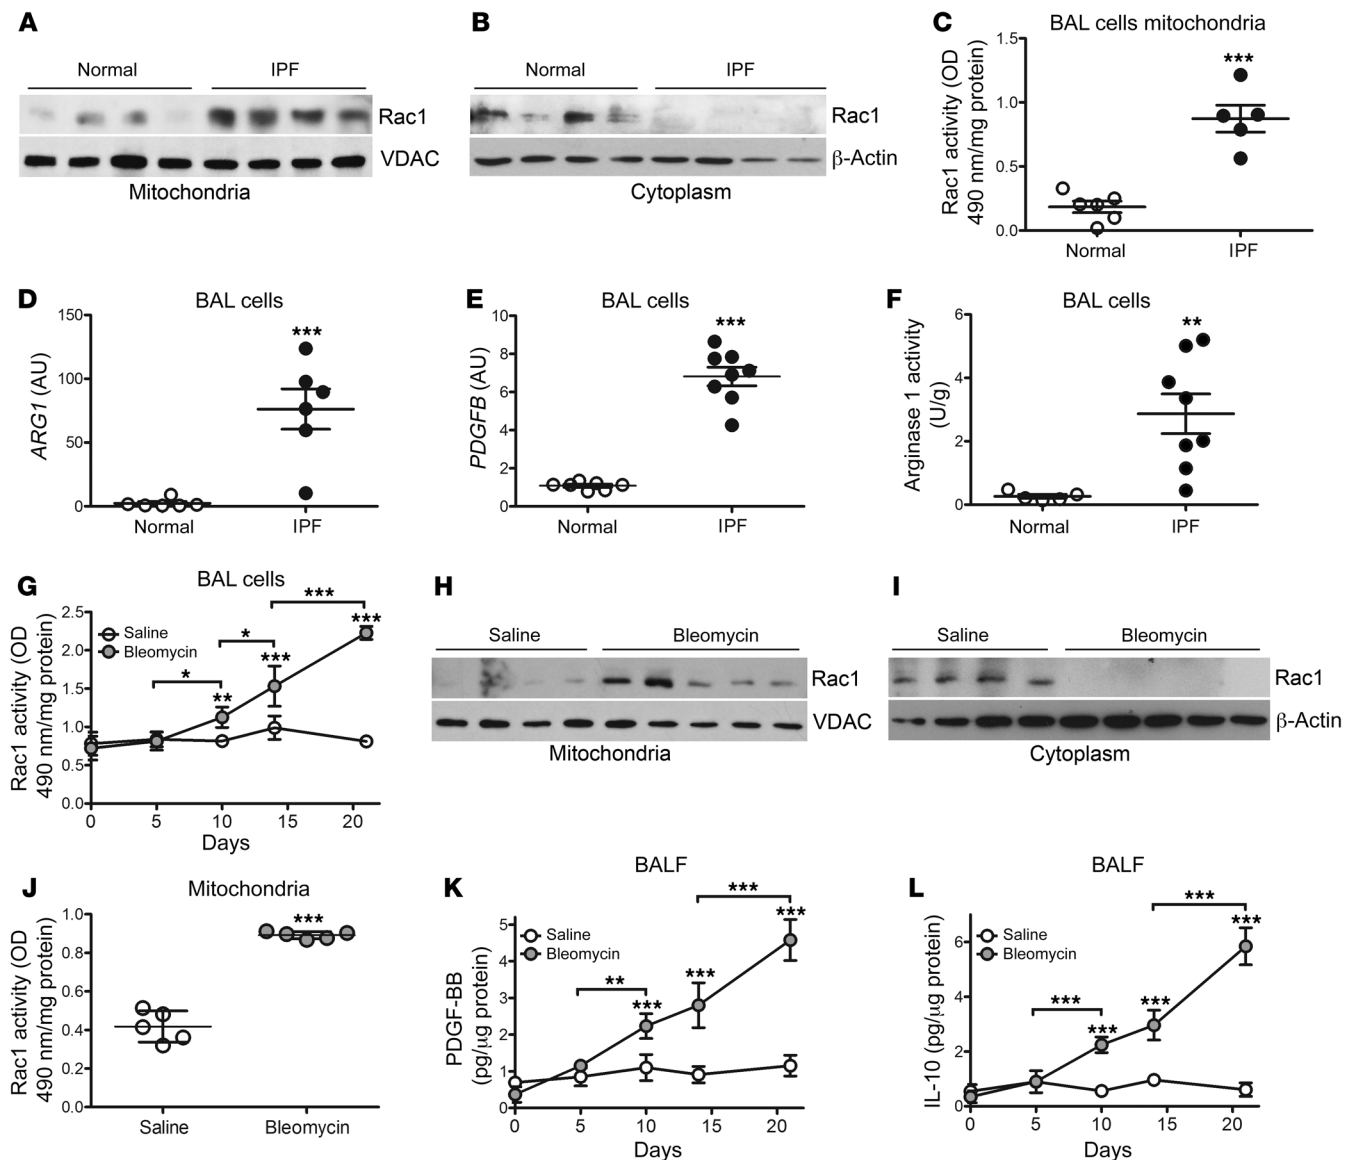 A
Normal
IPF
Rac1
VDAC
Mitochondria
B
Normal
IPF
Rac1
β-Actin
Cytoplasm
C
BAL cells mitochondria
Rac1 activity (OD
490 nm/mg protein)
1.5
1.0
0.5
0.0
***
Normal
IPF
D
BAL cells
ARG1 (AU)
150
100
50
0
***
Normal
IPF
E
BAL cells
PDGFB (AU)
10
8
6
4
2
0
***
Normal
IPF
F
BAL cells
Arginase 1 activity
(U/g)
6
4
2
0
**
Normal
IPF
G
BAL cells
Rac1 activity (OD
490 nm/mg protein)
2.5
2.0
1.5
1.0
0.5
0.0
Saline
Bleomycin
*
**
*
***
***
***
0 5 10 15 20
Days
H
Saline
Bleomycin
Rac1
VDAC
Mitochondria
I
Saline
Bleomycin
Rac1
β-Actin
Cytoplasm
J
Mitochondria
Rac1 activity (OD
490 nm/mg protein)
1.0
0.8
0.6
0.4
0.2
0.0
***
Saline
Bleomycin
K
BALF
PDGF-BB
(pg/μg protein)
5
4
3
2
1
0
Saline
Bleomycin
**
***
***
***
***
0 5 10 15 20
Days
L
BALF
IL-10 (pg/μg protein)
6
4
2
0
Saline
Bleomycin
***
***
***
***
***
0 5 10 15 20
Days